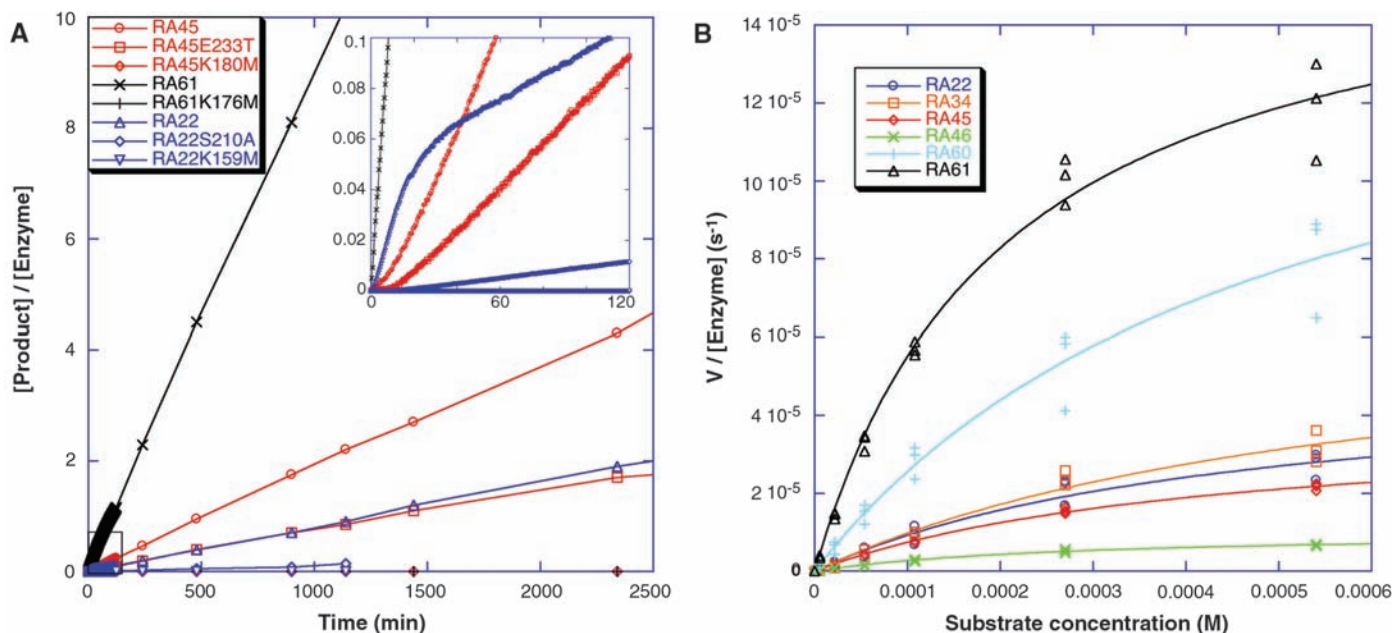 A
[Product] / [Enzyme]
10
8
6
4
2
0
RA45
RA45E233T
RA45K180M
RA61
RA61K176M
RA22
RA22S210A
RA22K159M
0.1
0.08
0.06
0.04
0.02
0
0 60 120
0 500 1000 1500 2000 2500
Time (min)
B
V / [Enzyme] (s⁻¹)
14 10⁻⁵
12 10⁻⁵
10 10⁻⁵
8 10⁻⁵
6 10⁻⁵
4 10⁻⁵
2 10⁻⁵
0
RA22
RA34
RA45
RA46
RA60
RA61
0 0.0001 0.0002 0.0003 0.0004 0.0005 0.0006
Substrate concentration (M)